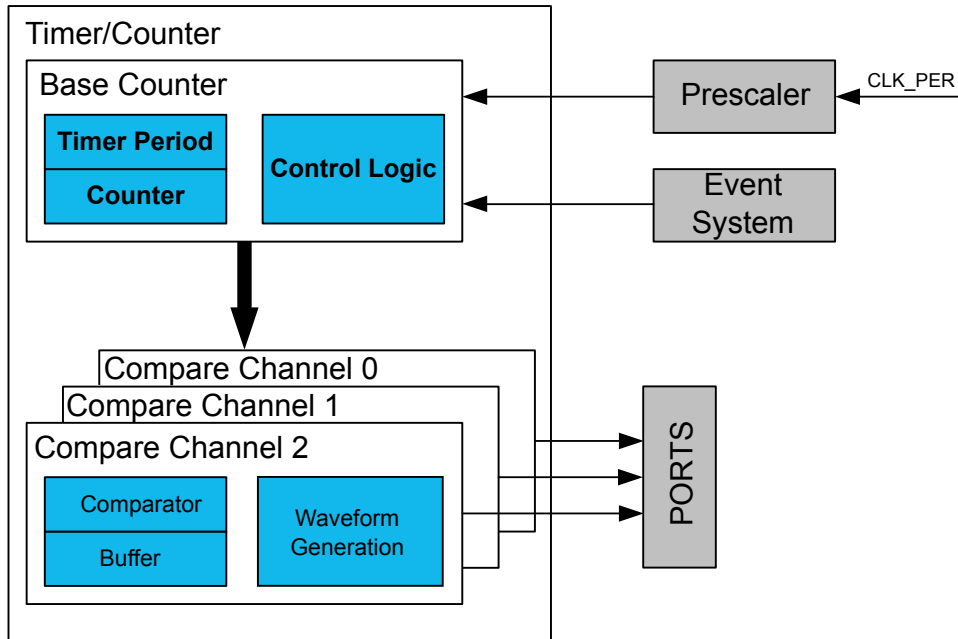 Timer/Counter
Base Counter
Timer Period
Counter
Control Logic
Prescaler
CLK_PER
Event
System
Compare Channel 0
Compare Channel 1
Compare Channel 2
Comparator
Buffer
Waveform
Generation
PORTS